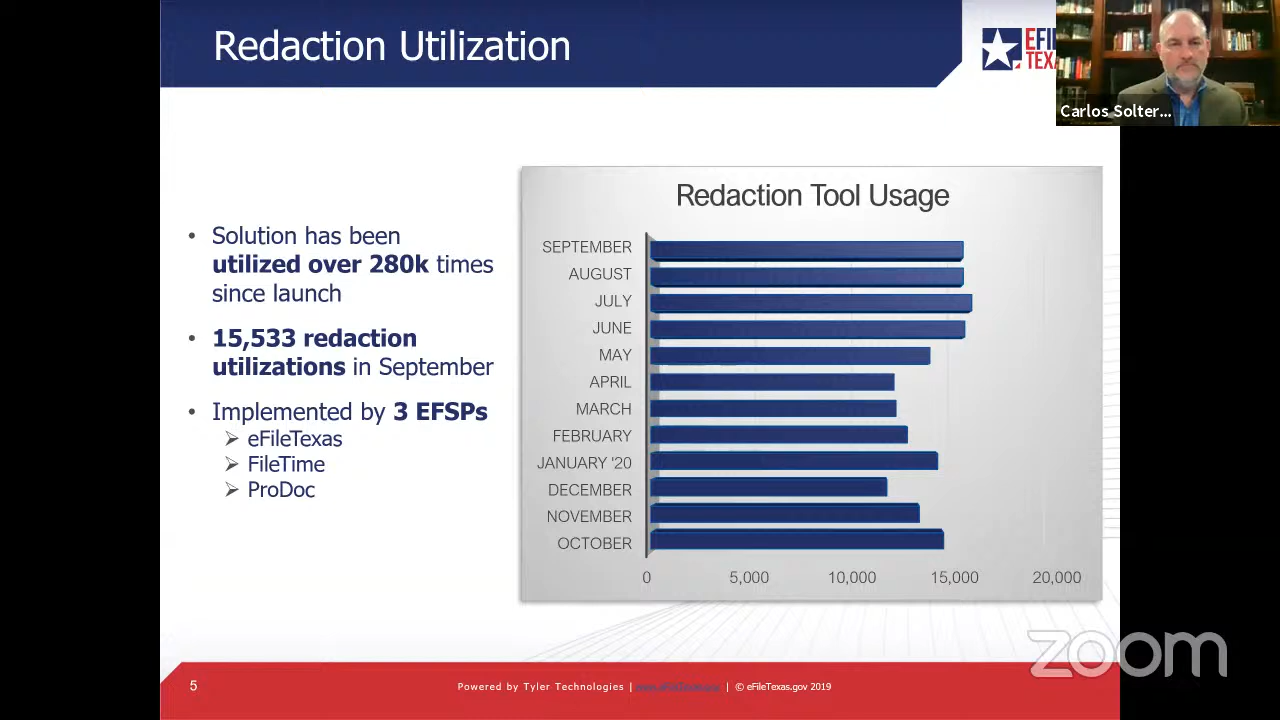 Redaction Utilization
Carlos Solter...
Redaction Tool Usage
• Solution has been
utilized over 280k times
since launch
• 15,533 redaction
utilizations in September
• Implemented by 3 EFSPs
➢ eFileTexas
➢ FileTime
➢ ProDoc
SEPTEMBER
AUGUST
JULY
JUNE
MAY
APRIL
MARCH
FEBRUARY
JANUARY '20
DECEMBER
NOVEMBER
OCTOBER
0 5,000 10,000 15,000 20,000
zoom
5
Powered by Tyler Technologies | | © eFileTexas.gov 2019